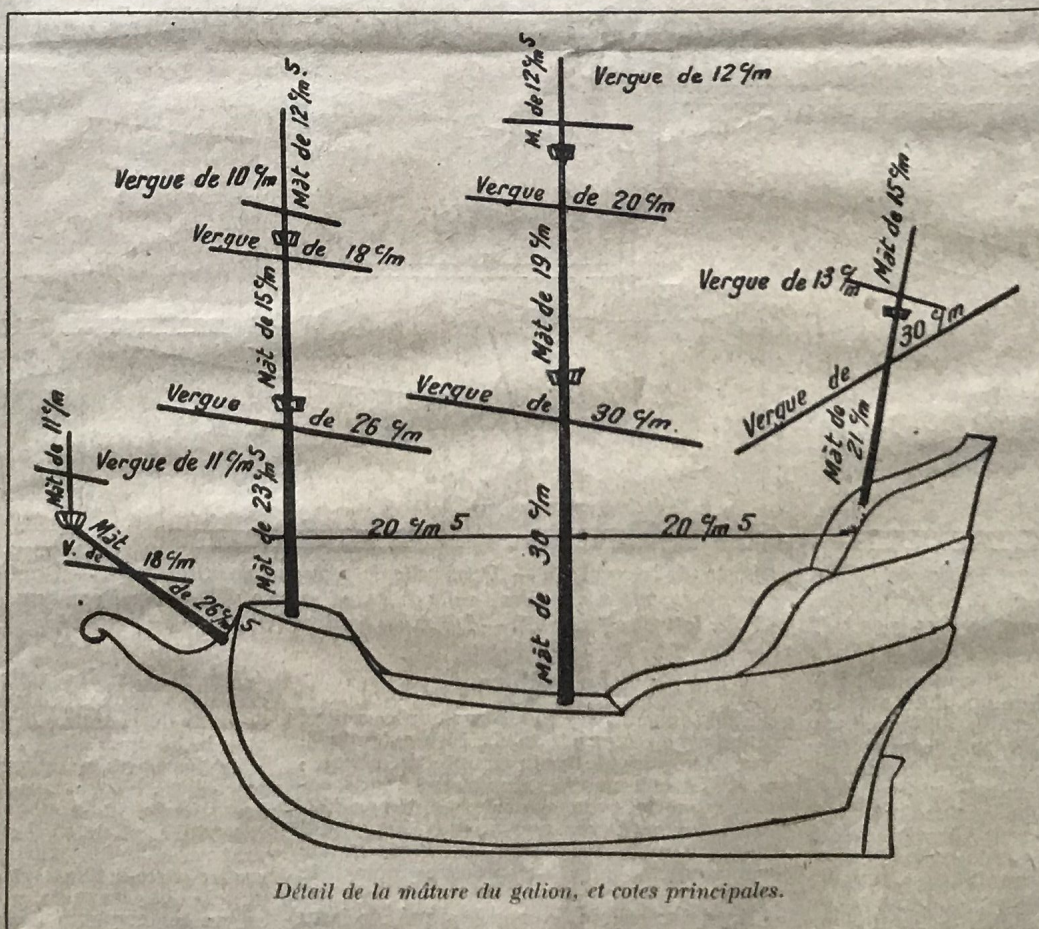 Mât de 12 c/m. 5
Vergue de 10 c/m
Vergue de 18 c/m
Mât de 15 c/m
Vergue de 26 c/m
Mât de 23 c/m 5
M. de 12 c/m 5
Vergue de 12 c/m
Vergue de 20 c/m
Mât de 19 c/m
Vergue de 30 c/m.
Mât de 30 c/m
Mât de 15 c/m.
Vergue de 13 c/m
Vergue de 30 c/m
Mât de 21 c/m
Mât de 11 c/m
Vergue de 11 c/m
Mât de 26 c/m 5
V. de 18 c/m
20 c/m 5
20 c/m 5
Détail de la mâture du galion, et cotes principales.